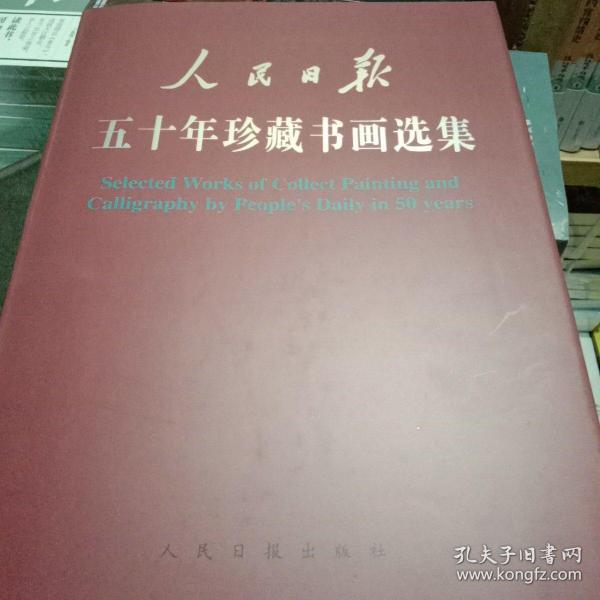 人民日报
五十年珍藏书画选集
Selected Works of Collect Painting and
Calligraphy by People's Daily in 50 years
人民日报出版社
孔夫子旧书网
www.kongfz.com